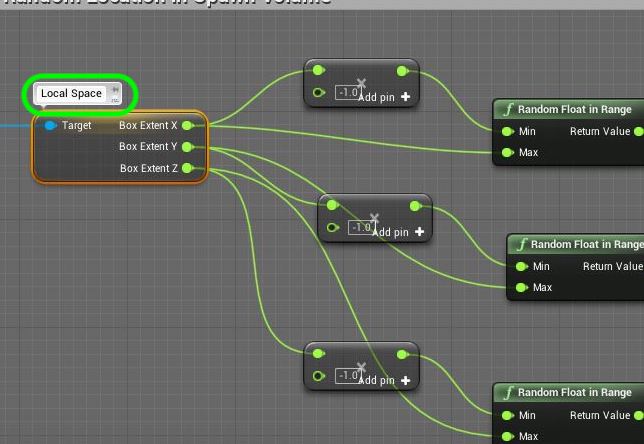 Random Location in Spawn Volume
Local Space
Target
Box Extent X
Box Extent Y
Box Extent Z
-1.0
Add pin
f Random Float in Range
Min
Return Value
Max
-1.0
Add pin
f Random Float in Range
Min
Return Value
Max
-1.0
Add pin
f Random Float in Range
Min
Return Value
Max